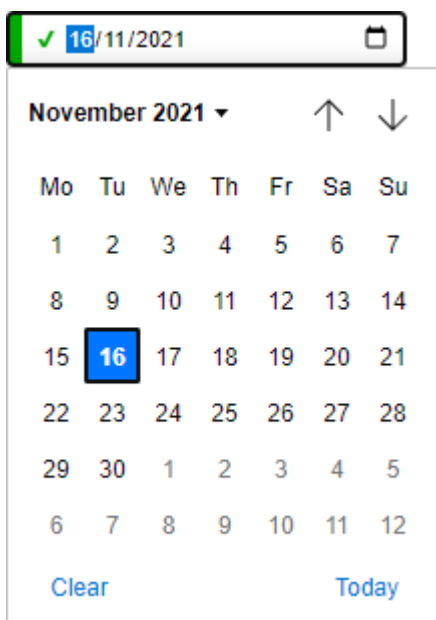 16/11/2021
November 2021
Mo Tu We Th Fr Sa Su
1 2 3 4 5 6 7
8 9 10 11 12 13 14
15 16 17 18 19 20 21
22 23 24 25 26 27 28
29 30 1 2 3 4 5
6 7 8 9 10 11 12
Clear Today